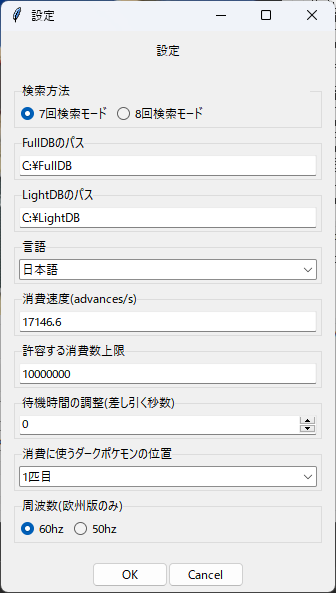 設定
設定
検索方法
7回検索モード 8回検索モード
FullDBのパス
C:¥FullDB
LightDBのパス
C:¥LightDB
言語
日本語
消費速度(advances/s)
17146.6
許容する消費数上限
10000000
待機時間の調整(差し引く秒数)
0
消費に使うダークポケモンの位置
1匹目
周波数(欧州版のみ)
60hz 50hz
OK Cancel